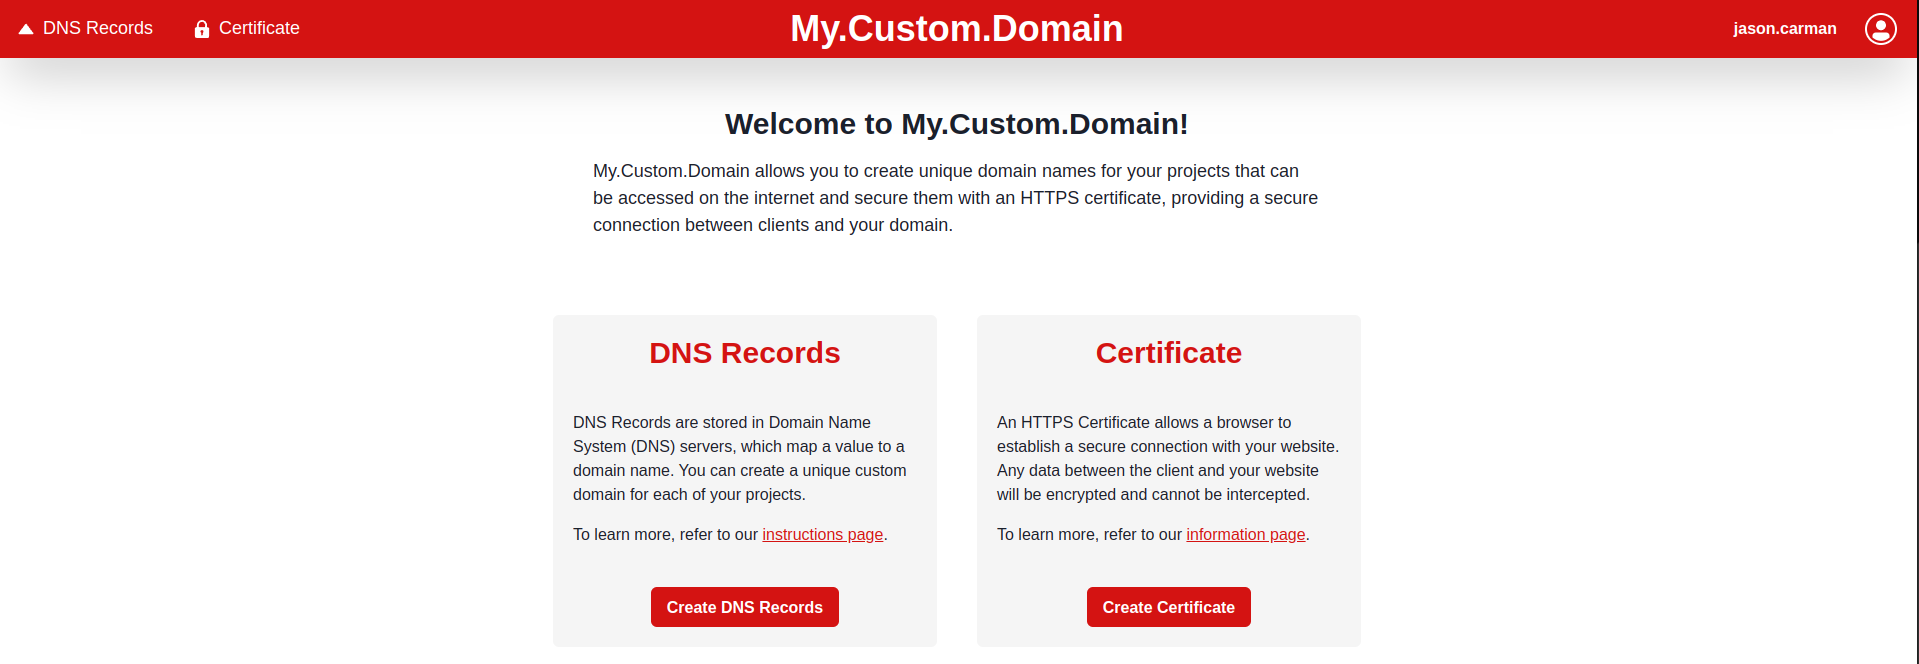 DNS Records
Certificate
My.Custom.Domain
jason.carman
Welcome to My.Custom.Domain!
My.Custom.Domain allows you to create unique domain names for your projects that can
be accessed on the internet and secure them with an HTTPS certificate, providing a secure
connection between clients and your domain.
DNS Records
DNS Records are stored in Domain Name
System (DNS) servers, which map a value to a
domain name. You can create a unique custom
domain for each of your projects.
To learn more, refer to our instructions page.
Create DNS Records
Certificate
An HTTPS Certificate allows a browser to
establish a secure connection with your website.
Any data between the client and your website
will be encrypted and cannot be intercepted.
To learn more, refer to our information page.
Create Certificate